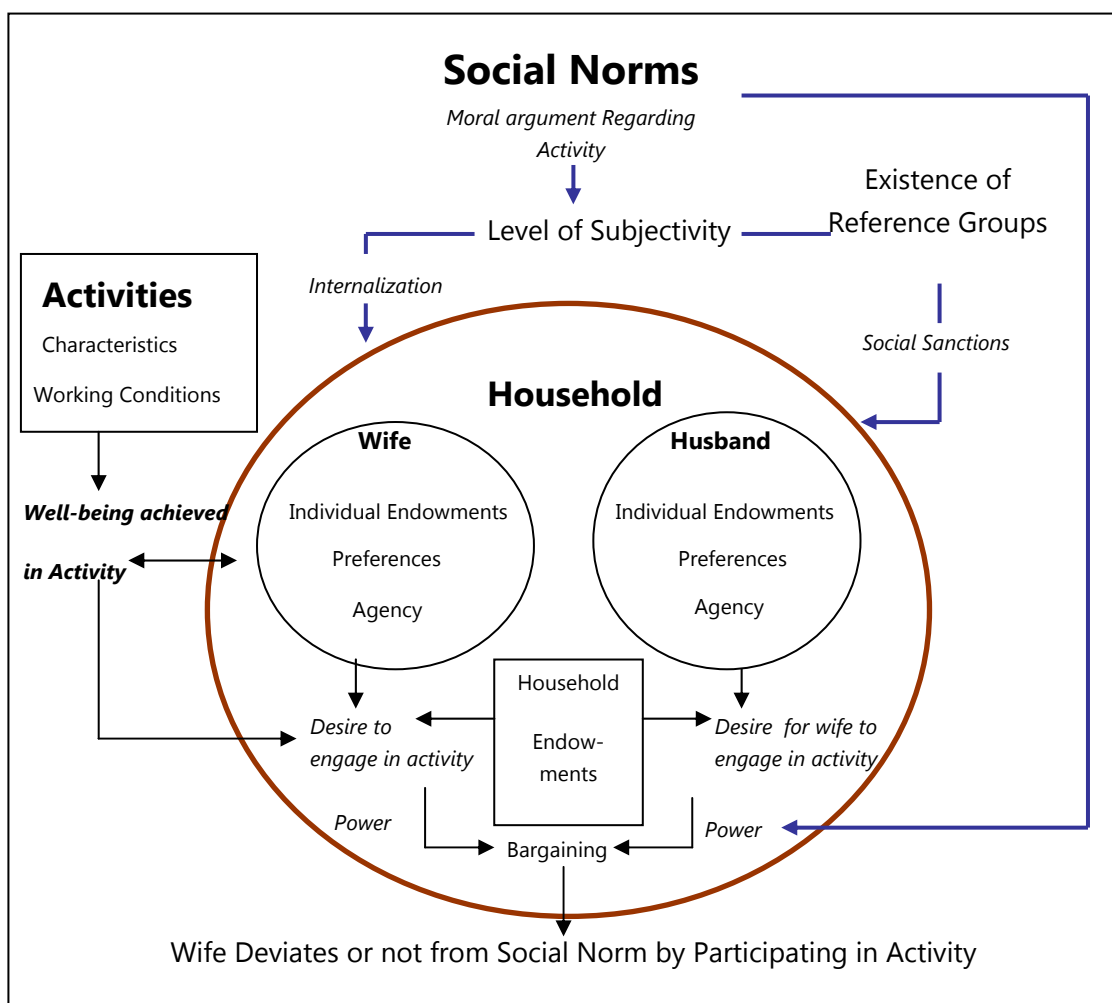 Social Norms
Moral argument Regarding
Activity
Existence of
Reference Groups
Level of Subjectivity
Internalization
Activities
Characteristics
Working Conditions
Social Sanctions
Household
Wife
Individual Endowments
Preferences
Agency
Husband
Individual Endowments
Preferences
Agency
Well-being achieved
in Activity
Household
Endow-
ments
Desire to
engage in activity
Desire for wife to
engage in activity
Power
Power
Bargaining
Wife Deviates or not from Social Norm by Participating in Activity